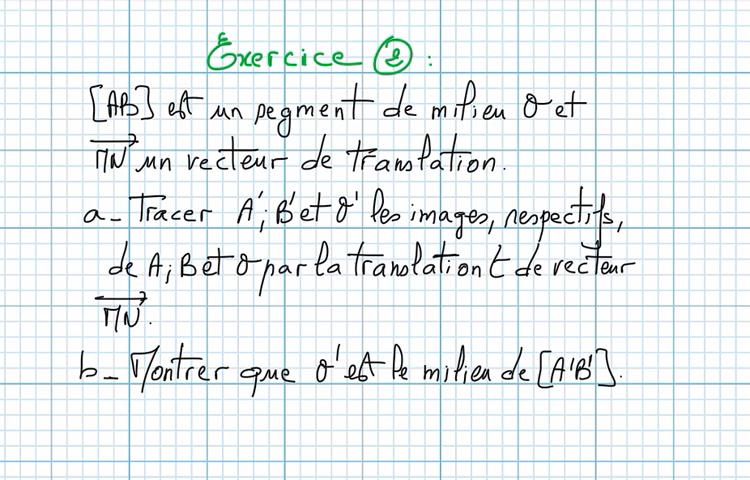 Exercice 2 :
[AB] est un segment de milieu O et
MN un vecteur de translation.
a- Tracer A'; B' et O' les images, respectifs,
de A; B et O par la translation t de vecteur
MN.
b- Montrer que O' est le milieu de [A'B'].